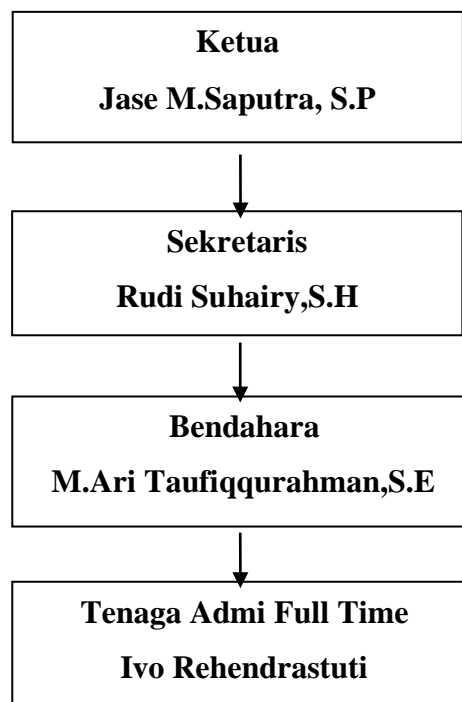 Ketua
Jase M.Saputra, S.P
Sekretaris
Rudi Suhairy,S.H
Bendahara
M.Ari Taufiqqurahman,S.E
Tenaga Admi Full Time
Ivo Rehendrastuti